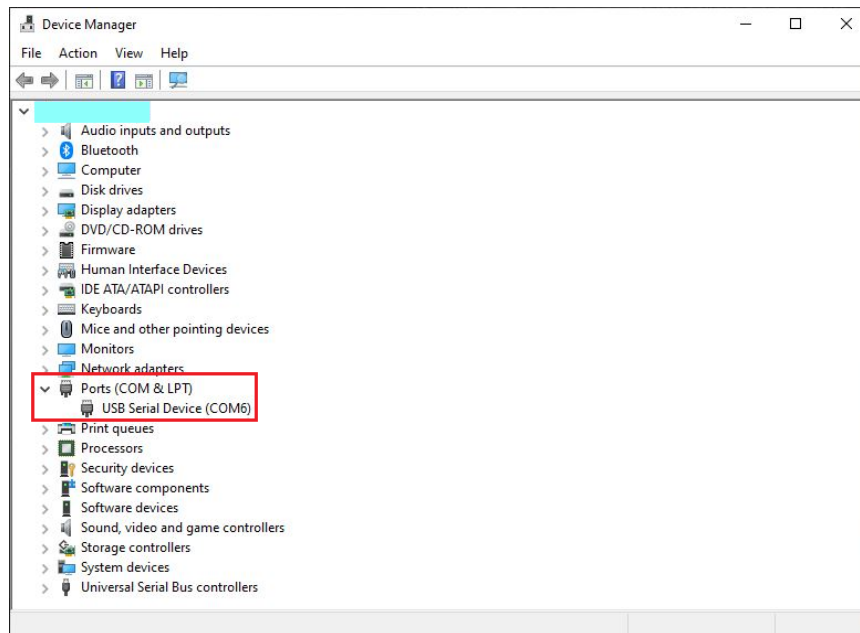 Device Manager
File Action View Help
Audio inputs and outputs
Bluetooth
Computer
Disk drives
Display adapters
DVD/CD-ROM drives
Firmware
Human Interface Devices
IDE ATA/ATAPI controllers
Keyboards
Mice and other pointing devices
Monitors
Network adapters
Ports (COM & LPT)
USB Serial Device (COM6)
Print queues
Processors
Security devices
Software components
Software devices
Sound, video and game controllers
Storage controllers
System devices
Universal Serial Bus controllers